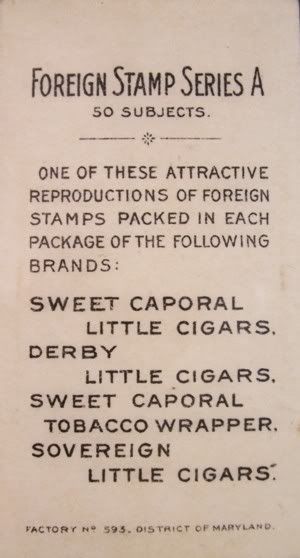 FOREIGN STAMP SERIES A
50 SUBJECTS.
ONE OF THESE ATTRACTIVE
REPRODUCTIONS OF FOREIGN
STAMPS PACKED IN EACH
PACKAGE OF THE FOLLOWING
BRANDS:
SWEET CAPORAL
LITTLE CIGARS.
DERBY
LITTLE CIGARS.
SWEET CAPORAL
TOBACCO WRAPPER.
SOVEREIGN
LITTLE CIGARS.
FACTORY Nº 593, DISTRICT OF MARYLAND.